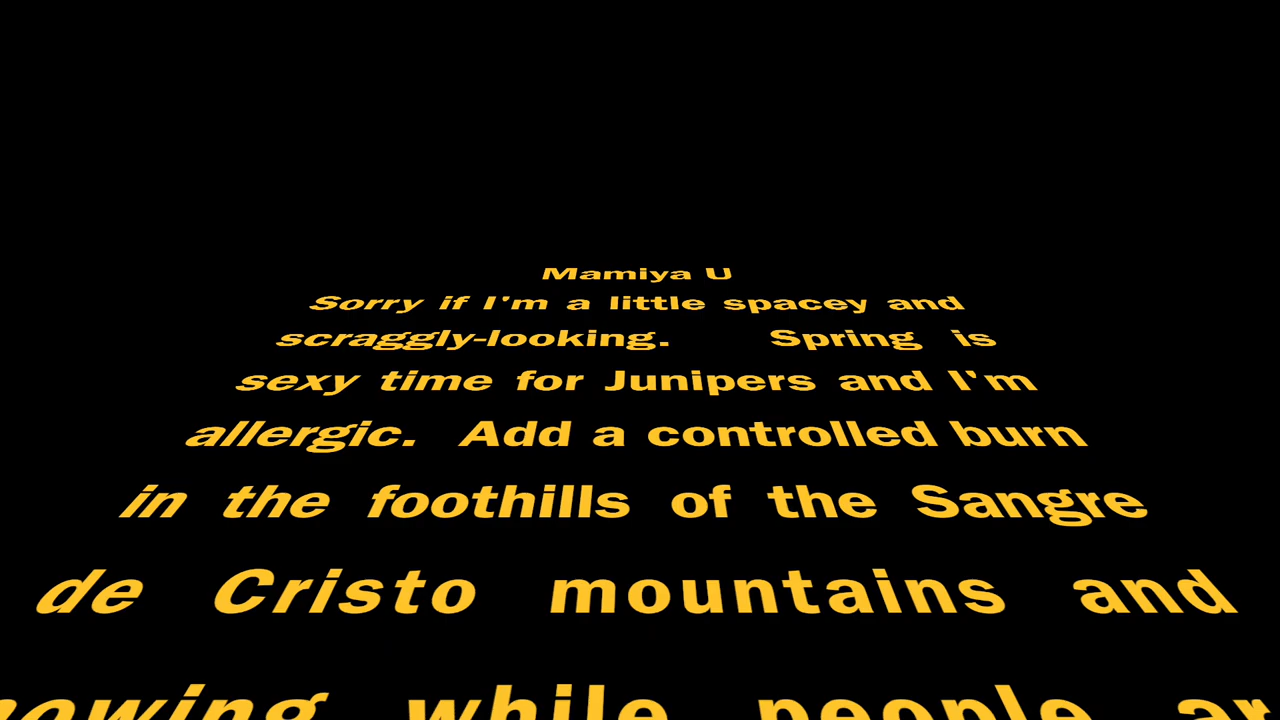 Mamiya U
Sorry if I'm a little spacey and
scraggly-looking. Spring is
sexy time for Junipers and I'm
allergic. Add a controlled burn
in the foothills of the Sangre
de Cristo mountains and
while people